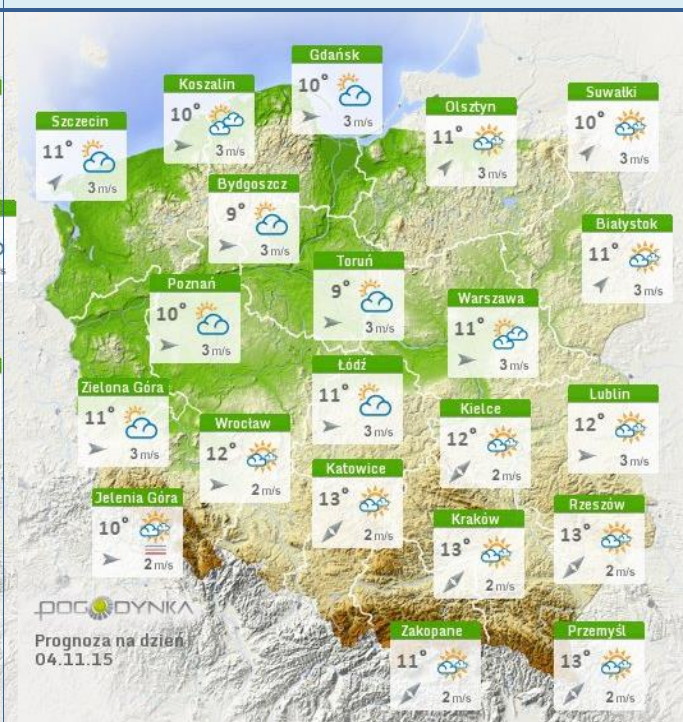 Gdańsk
10°
3 m/s
Koszalin
10°
3 m/s
Suwałki
10°
3 m/s
Olsztyn
11°
3 m/s
Szczecin
11°
3 m/s
Bydgoszcz
9°
3 m/s
Białystok
11°
3 m/s
Toruń
9°
3 m/s
Poznań
10°
3 m/s
Warszawa
11°
3 m/s
Łódź
11°
3 m/s
Zielona Góra
11°
3 m/s
Lublin
12°
3 m/s
Kielce
12°
2 m/s
Wrocław
12°
2 m/s
Katowice
13°
2 m/s
Jelenia Góra
10°
2 m/s
Rzeszów
13°
2 m/s
Kraków
13°
2 m/s
POGODYNKA
Prognoza na dzień
04.11.15
Zakopane
11°
2 m/s
Przemyśl
13°
2 m/s